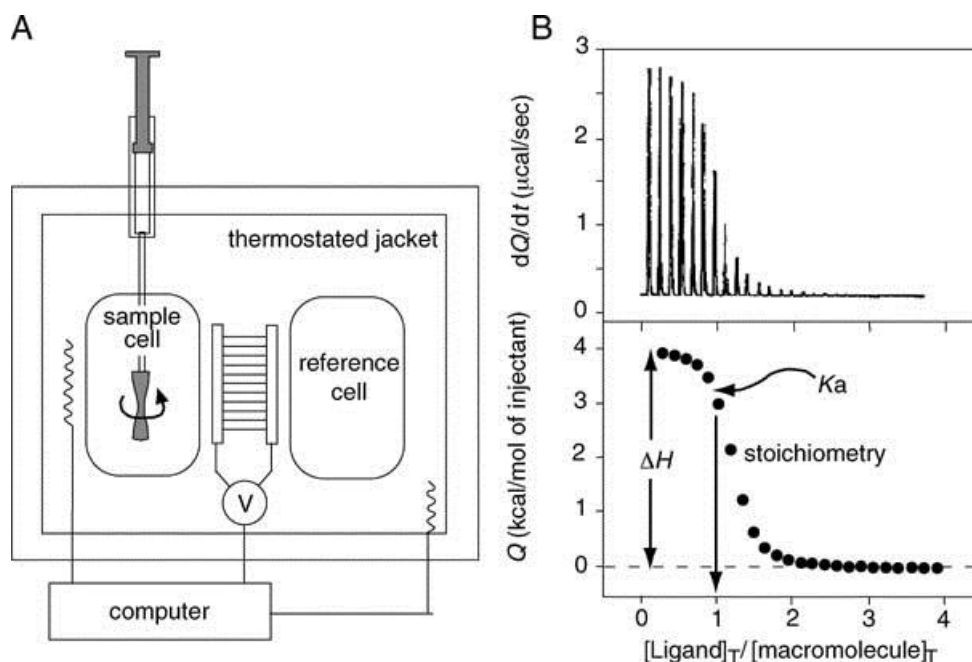 A
thermostated jacket
sample
cell
reference
cell
V
computer
B
dQ/dt (μcal/sec)
3
2
1
0
Q (kcal/mol of injectant)
4
3
2
1
0
ΔH
Ka
stoichiometry
0 1 2 3 4
[Ligand]T/[macromolecule]T